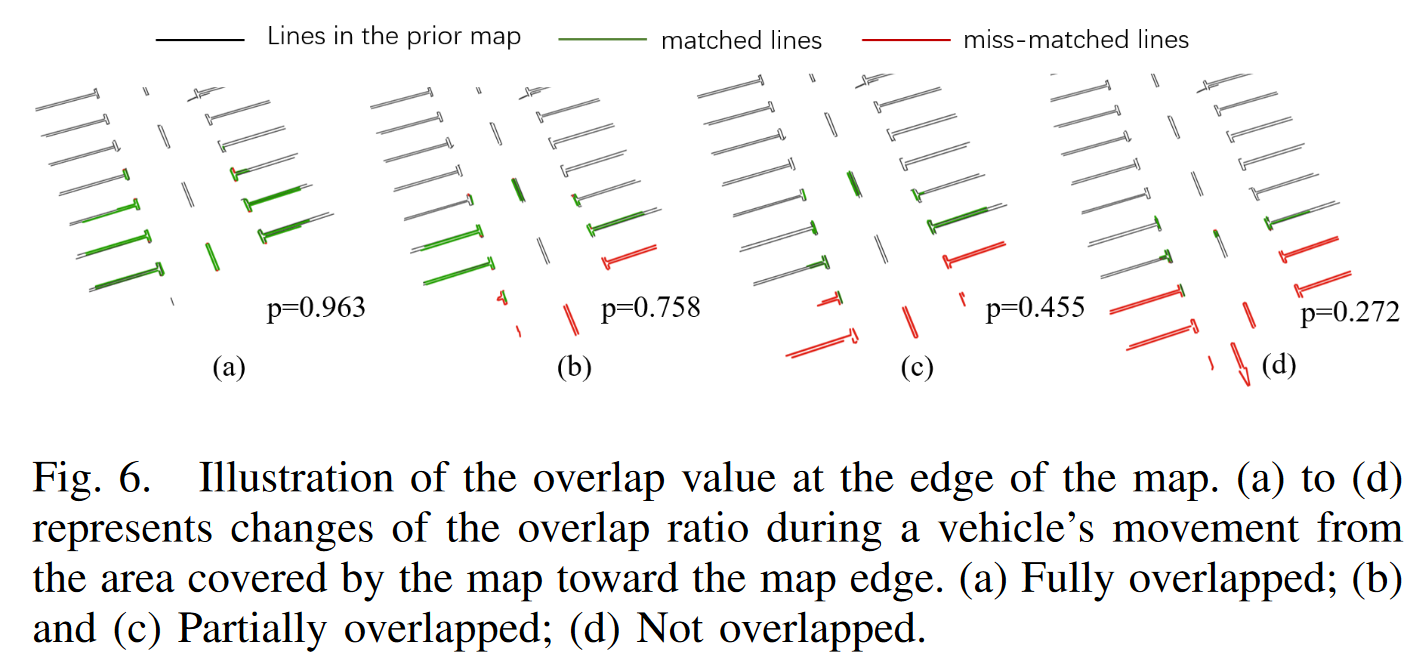 Lines in the prior map matched lines miss-matched lines
p=0.963 p=0.758 p=0.455 p=0.272
(a) (b) (c) (d)
Fig. 6. Illustration of the overlap value at the edge of the map. (a) to (d)
represents changes of the overlap ratio during a vehicle's movement from
the area covered by the map toward the map edge. (a) Fully overlapped; (b)
and (c) Partially overlapped; (d) Not overlapped.